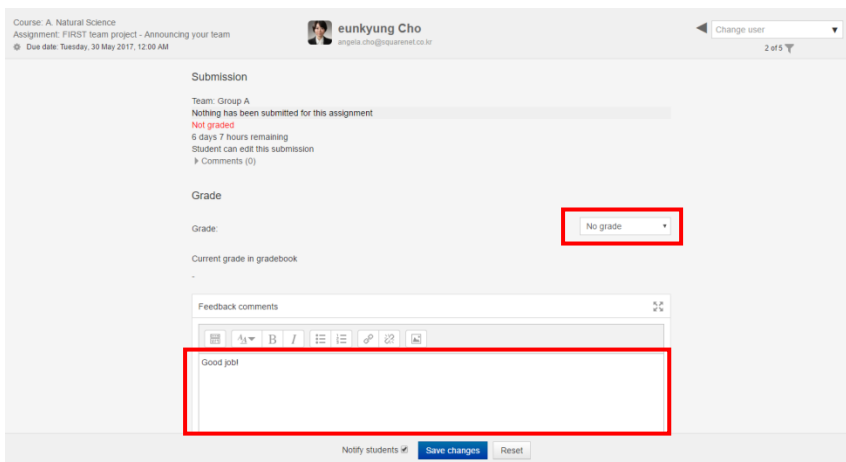 Course: A. Natural Science
Assignment: FIRST team project - Announcing your team
Due date: Tuesday, 30 May 2017, 12:00 AM
eunkyung Cho
angela.cho@squarenet.co.kr
Change user
2 of 5
Submission
Team: Group A
Nothing has been submitted for this assignment
Not graded
6 days 7 hours remaining
Student can edit this submission
Comments (0)
Grade
Grade:
No grade
Current grade in gradebook
-
Feedback comments
B I
Good job!
Notify students
Save changes
Reset